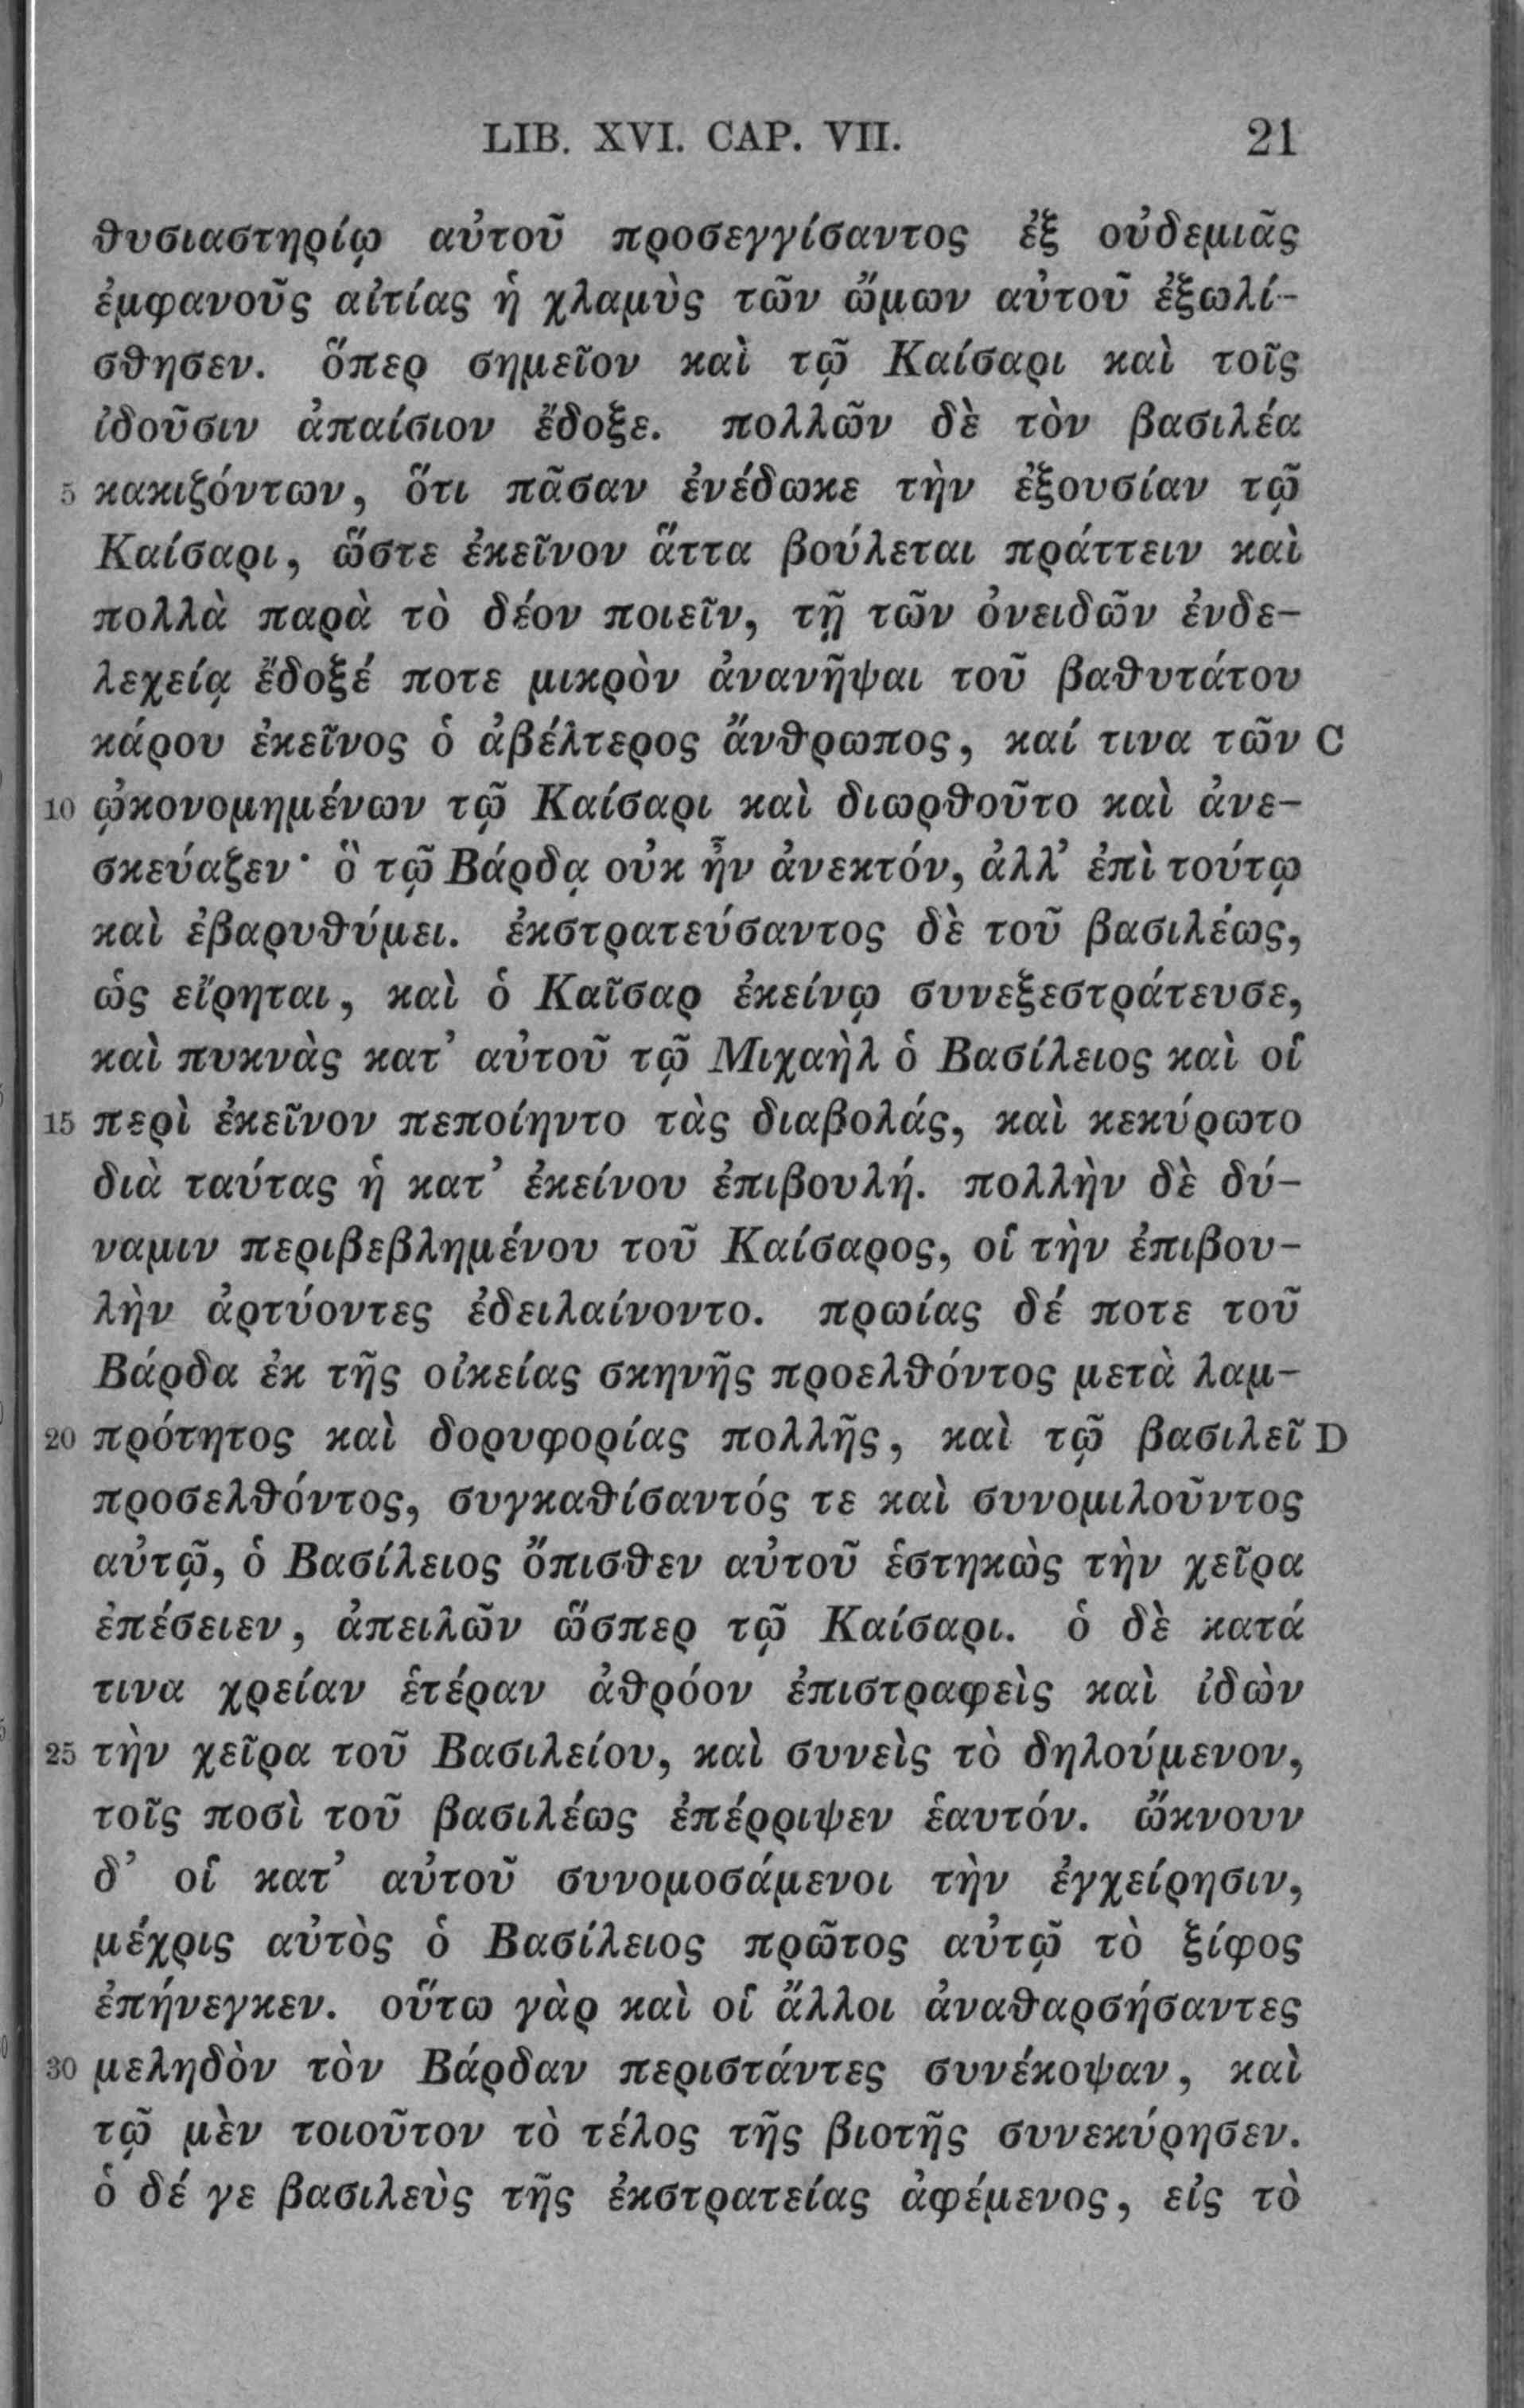 LIB. XVI. CAP. VII. 21
θυσιαστηρίῳ αὐτοῦ προσεγγίσαντος ἐξ οὐδεμιᾶς
ἐμφανοῦς αἰτίας ἡ χλαμὺς τῶν ὤμων αὐτοῦ ἐξωλί-
σθησεν. ὅπερ σημεῖον καὶ τῷ Καίσαρι καὶ τοῖς
ἰδοῦσιν ἀπαίσιον ἔδοξε. πολλῶν δὲ τὸν βασιλέα
5 κακιζόντων, ὅτι πᾶσαν ἐνέδωκε τὴν ἐξουσίαν τῷ
Καίσαρι, ὥστε ἐκεῖνον ἅττα βούλεται πράττειν καὶ
πολλὰ παρὰ τὸ δέον ποιεῖν, τῇ τῶν ὀνειδῶν ἐνδε-
λεχείᾳ ἔδοξέ ποτε μικρὸν ἀνανῆψαι τοῦ βαθυτάτου
κάρου ἐκεῖνος ὁ ἀβέλτερος ἄνθρωπος, καί τινα τῶν C
10 ᾠκονομημένων τῷ Καίσαρι καὶ διωρθοῦτο καὶ ἀνε-
σκεύαζεν· ὃ τῷ Βάρδᾳ οὐκ ἦν ἀνεκτόν, ἀλλ’ ἐπὶ τούτῳ
καὶ ἐβαρυθύμει. ἐκστρατεύσαντος δὲ τοῦ βασιλέως,
ὡς εἴρηται, καὶ ὁ Καῖσαρ ἐκείνῳ συνεξεστράτευσε,
καὶ πυκνὰς κατ’ αὐτοῦ τῷ Μιχαὴλ ὁ Βασίλειος καὶ οἱ
15 περὶ ἐκεῖνον πεποίηντο τὰς διαβολάς, καὶ κεκύρωτο
διὰ ταύτας ἡ κατ’ ἐκείνου ἐπιβουλή. πολλὴν δὲ δύ-
ναμιν περιβεβλημένου τοῦ Καίσαρος, οἱ τὴν ἐπιβου-
λὴν ἀρτύοντες ἐδειλαίνοντο. πρωίας δέ ποτε τοῦ
Βάρδα ἐκ τῆς οἰκείας σκηνῆς προελθόντος μετὰ λαμ-
20 πρότητος καὶ δορυφορίας πολλῆς, καὶ τῷ βασιλεῖ D
προσελθόντος, συγκαθίσαντός τε καὶ συνομιλοῦντος
αὐτῷ, ὁ Βασίλειος ὄπισθεν αὐτοῦ ἑστηκὼς τὴν χεῖρα
ἐπέσειεν, ἀπειλῶν ὥσπερ τῷ Καίσαρι. ὁ δὲ κατά
τινα χρείαν ἑτέραν ἀθρόον ἐπιστραφεὶς καὶ ἰδὼν
25 τὴν χεῖρα τοῦ Βασιλείου, καὶ συνεὶς τὸ δηλούμενον,
τοῖς ποσὶ τοῦ βασιλέως ἐπέρριψεν ἑαυτόν. ὤκνουν
δ’ οἱ κατ’ αὐτοῦ συνομοσάμενοι τὴν ἐγχείρησιν,
μέχρις αὐτὸς ὁ Βασίλειος πρῶτος αὐτῷ τὸ ξίφος
ἐπήνεγκεν. οὕτω γὰρ καὶ οἱ ἄλλοι ἀναθαρσήσαντες
30 μεληδὸν τὸν Βάρδαν περιστάντες συνέκοψαν, καὶ
τῷ μὲν τοιοῦτον τὸ τέλος τῆς βιοτῆς συνεκύρησεν.
ὁ δέ γε βασιλεὺς τῆς ἐκστρατείας ἀφέμενος, εἰς τὸ